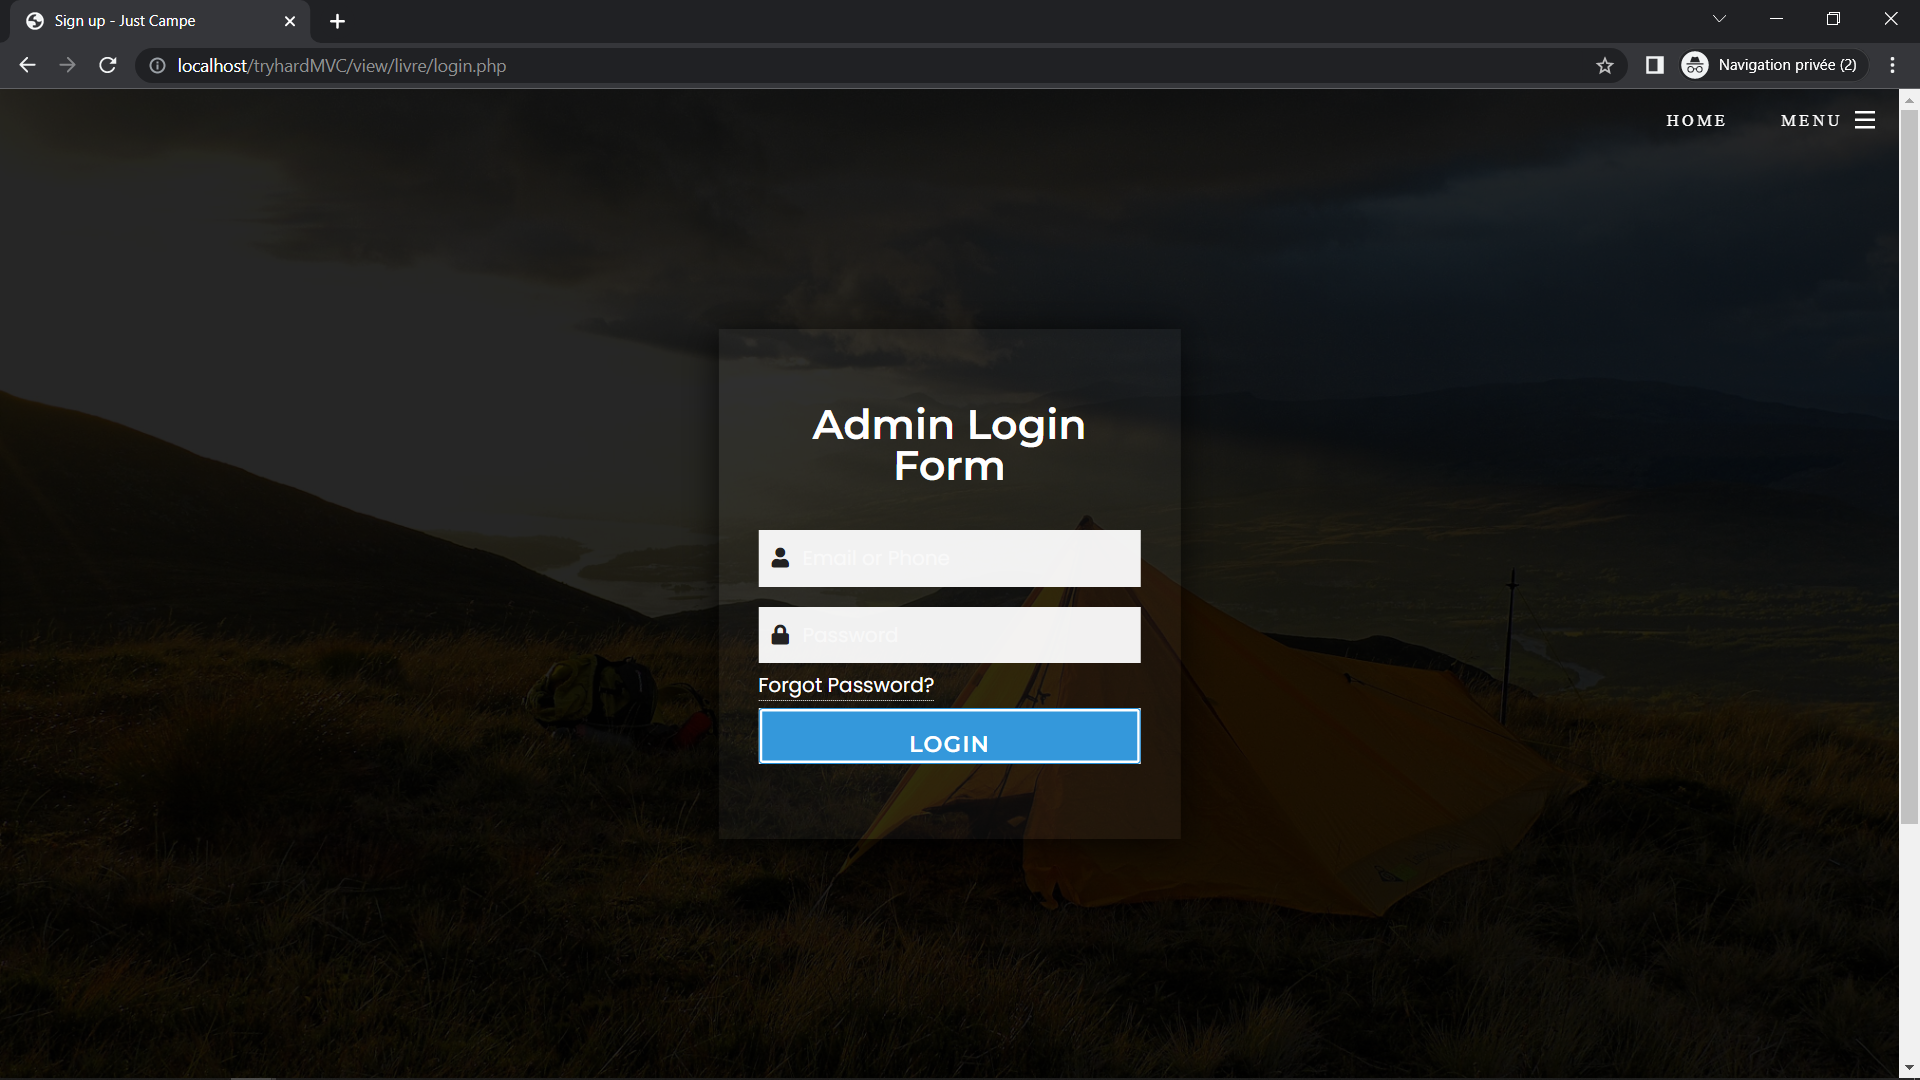 Sign up - Just Campe
localhost/tryhardMVC/view/livre/login.php
Navigation privée (2)
HOME
MENU
Admin Login
Form
Email or Phone
Password
Forgot Password?
LOGIN